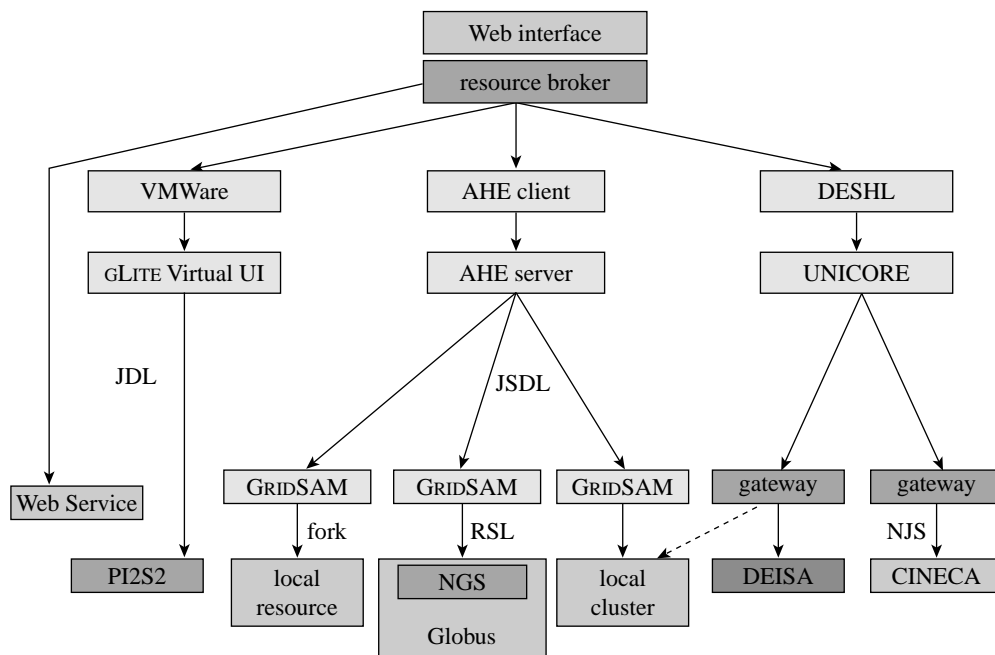 Web interface
resource broker
VMWare
AHE client
DESHL
GLITE Virtual UI
AHE server
UNICORE
JDL
JSDL
GRIDSAM
GRIDSAM
GRIDSAM
gateway
gateway
Web Service
fork
RSL
NJS
PI2S2
local
resource
NGS
Globus
local
cluster
DEISA
CINECA